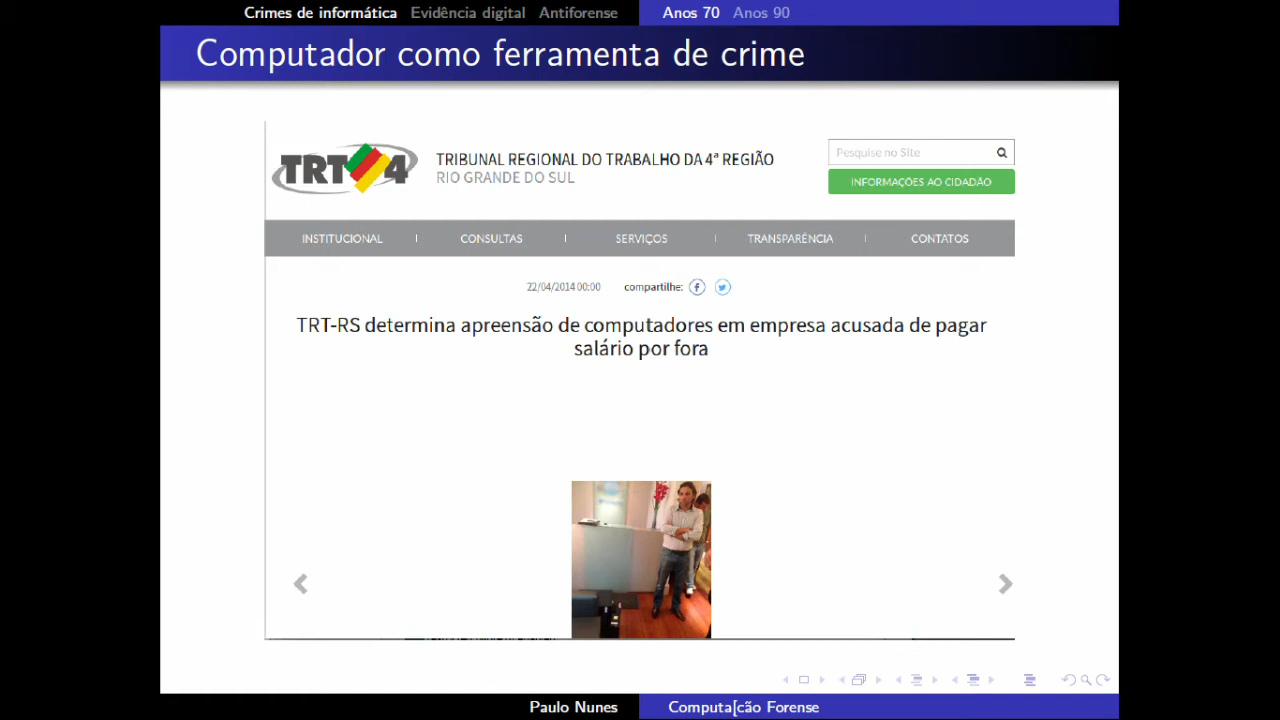 Crimes de informática Evidência digital Antiforense Anos 70 Anos 90
Computador como ferramenta de crime
TRT 4
TRIBUNAL REGIONAL DO TRABALHO DA 4ª REGIÃO
RIO GRANDE DO SUL
Pesquise no Site
INFORMAÇÕES AO CIDADÃO
INSTITUCIONAL CONSULTAS SERVIÇOS TRANSPARÊNCIA CONTATOS
22/04/2014 00:00 compartilhe:
TRT-RS determina apreensão de computadores em empresa acusada de pagar
salário por fora
Paulo Nunes Computa[cão Forense